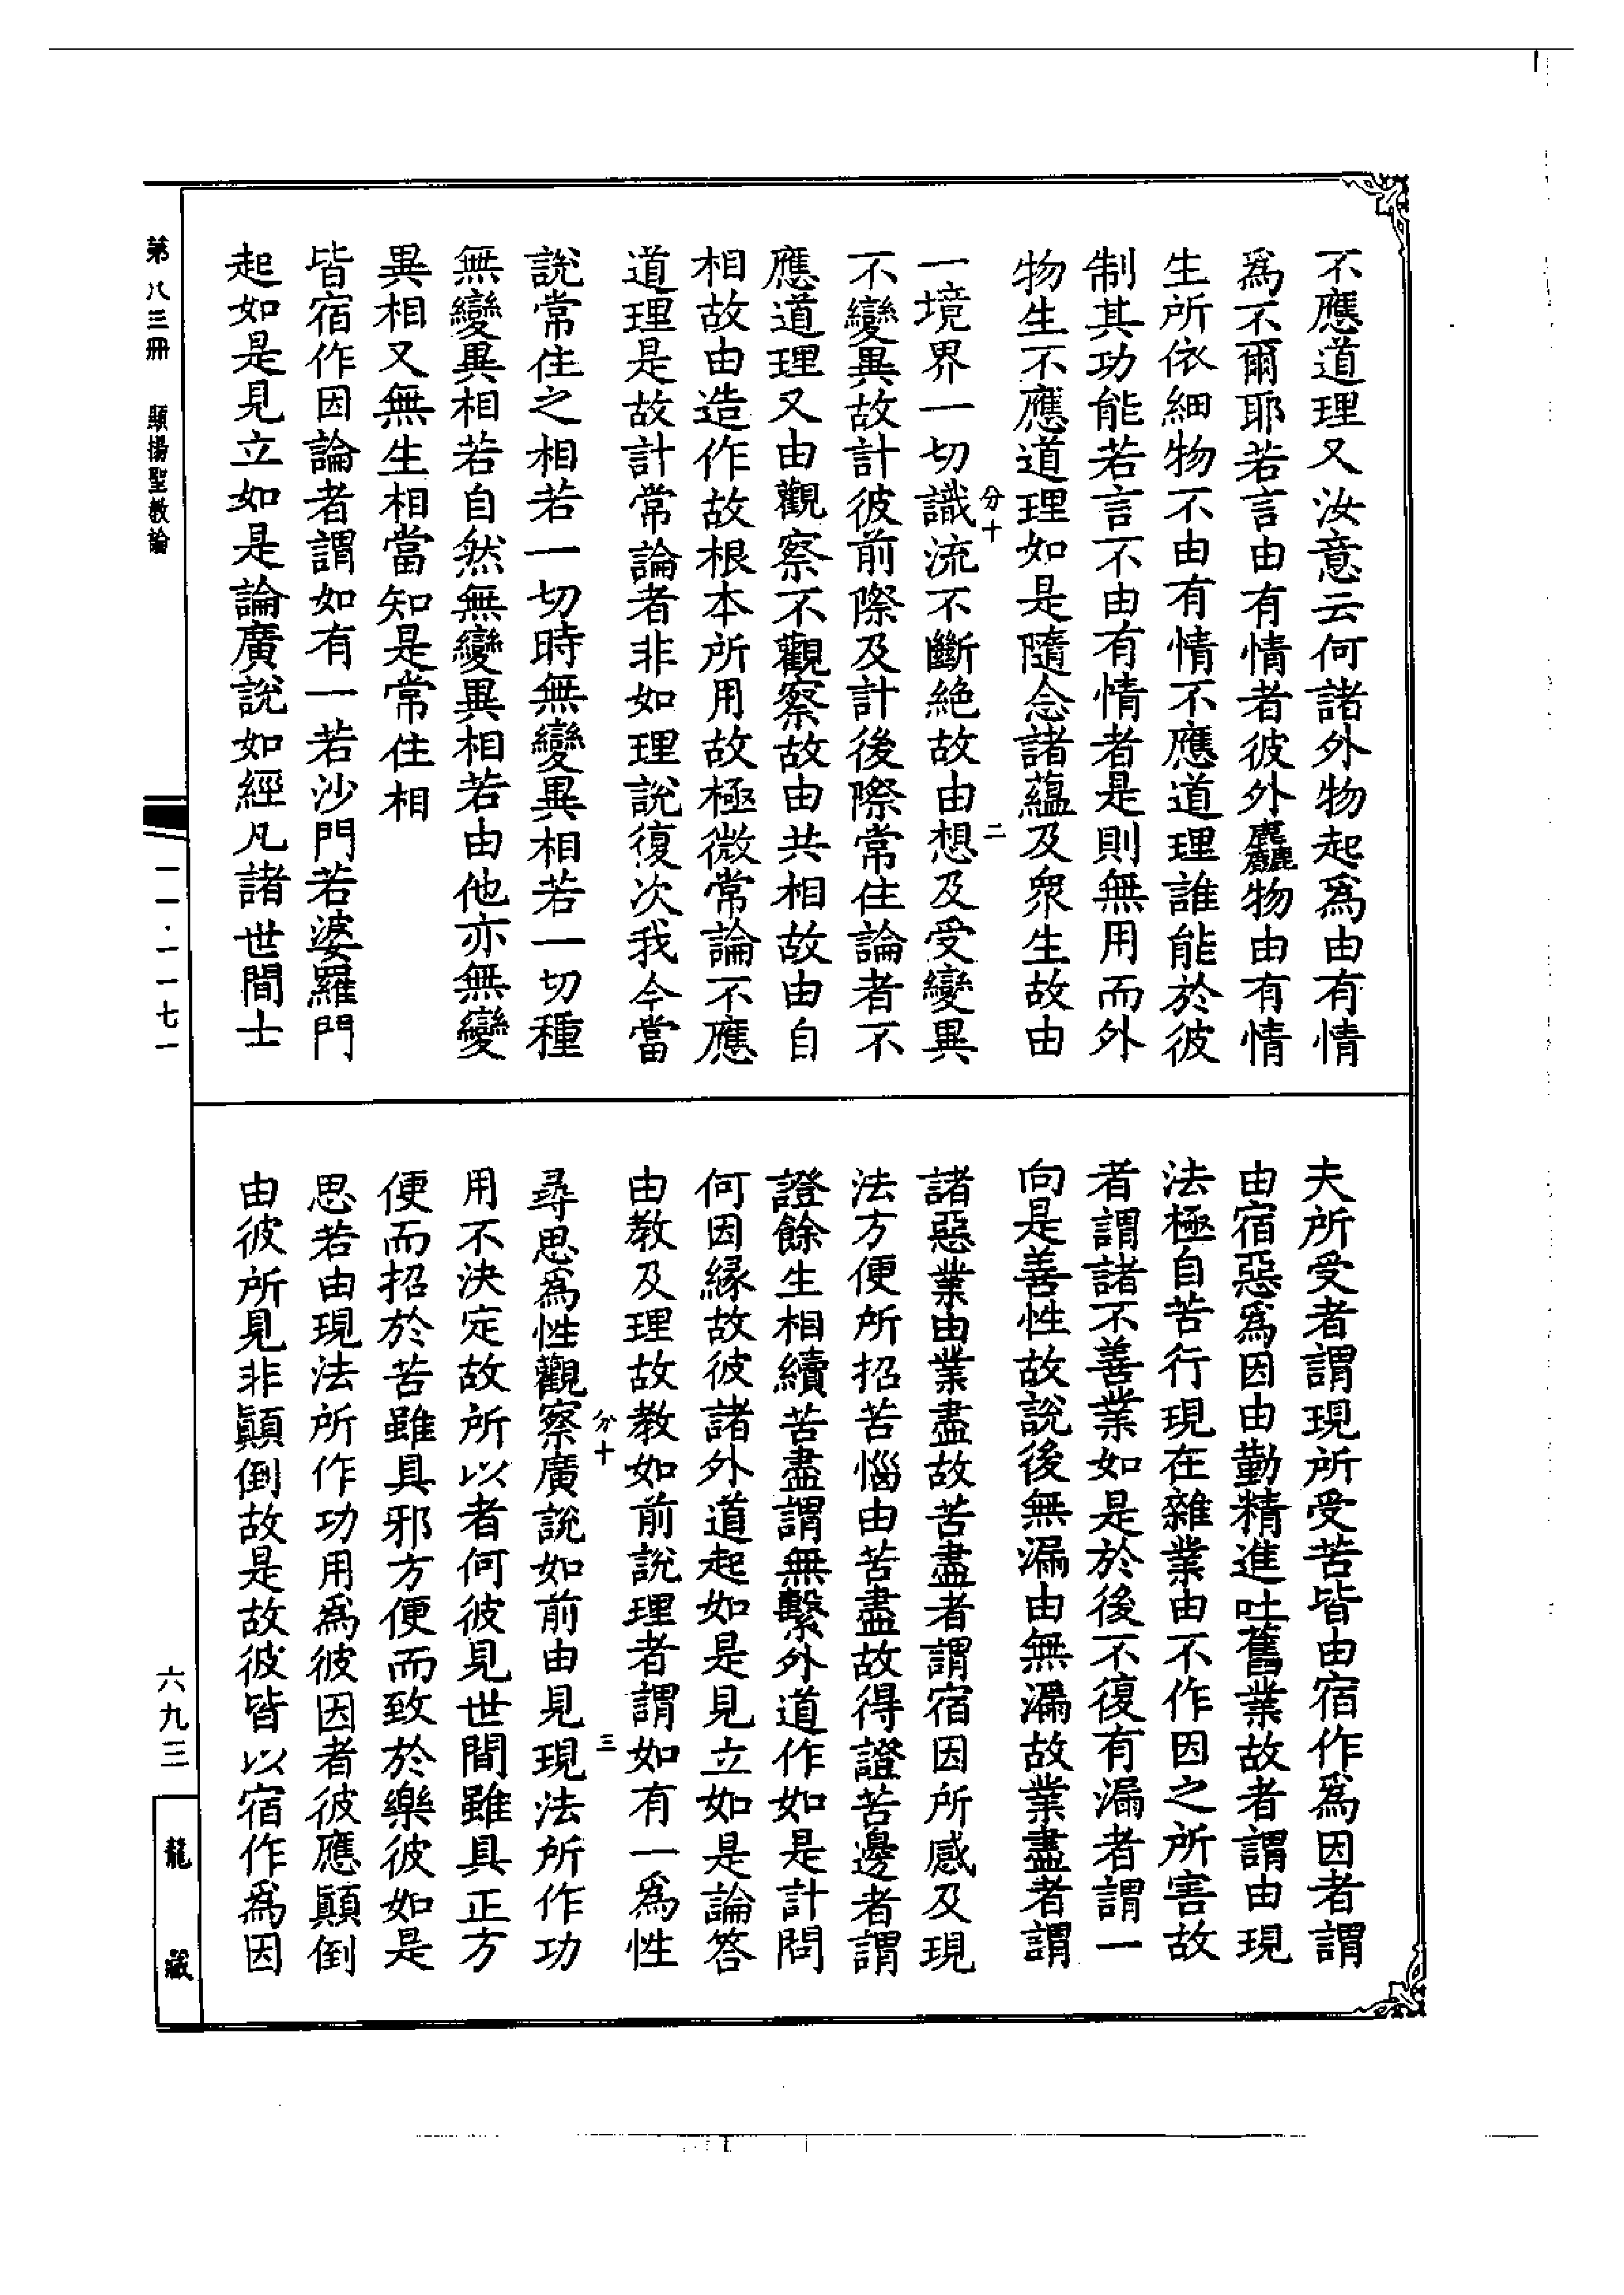 不應道理又汝意云何諸外物起爲由有情
爲不爾耶若言由有情者彼外麤物由有情
生所依細物不由有情不應道理誰能於彼
制其功能若言不由有情者是則無用而外
物生不應道理如是隨念諸蘊及衆生故由
分十
二
一境界一切識流不斷絶故由想及受變異
不變異故計彼前際及計後際常住論者不
應道理又由觀察不觀察故由共相故由自
相故由造作故根本所用故極微常論不應
道理是故計常論者非如理說復次我今當
說常住之相若一切時無變異相若一切種
無變異相若自然無變異相若由他亦無變
異相又無生相當知是常住相
皆宿作因論者謂如有一若沙門若婆羅門
起如是見立如是論廣說如經凡諸世間士
夫所受者謂現所受苦皆由宿作爲因者謂
由宿惡爲因由勤精進吐舊業故者謂由現
法極自苦行現在雜業由不作因之所害故
者謂諸不善業如是於後不復有漏者謂一
向是善性故說後無漏由無漏故業盡者謂
諸惡業由業盡故苦盡者謂宿因所感及現
法方便所招苦惱由苦盡故得證苦邊者謂
證餘生相續苦盡謂無繫外道作如是計問
何因緣故彼諸外道起如是見立如是論答
由教及理故教如前說理者謂如有一爲性
分十
三
尋思爲性觀察廣說如前由見現法所作功
用不決定故所以者何彼見世間雖具正方
便而招於苦雖具邪方便而致於樂彼如是
思若由現法所作功用爲彼因者彼應顛倒
由彼所見非顛倒故是故彼皆以宿作爲因
第八三冊　顯揚聖教論
一一·一一七一
六九三
龍藏